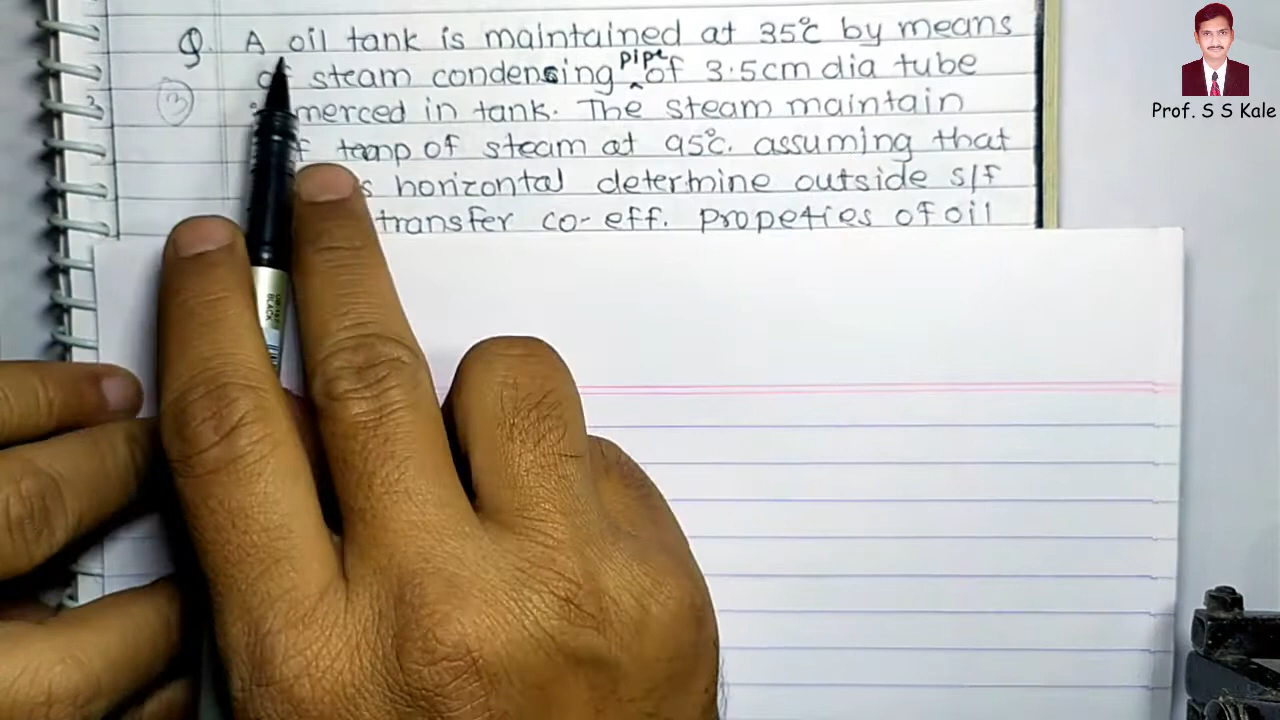 Q. A oil tank is maintained at 35°c by means
of steam condensing pipe of 3.5cm dia tube
merced in tank. The steam maintain
temp of steam at 95°c. assuming that
horizontal determine outside s/f
transfer co-eff. propeties of oil
Prof. S S Kale